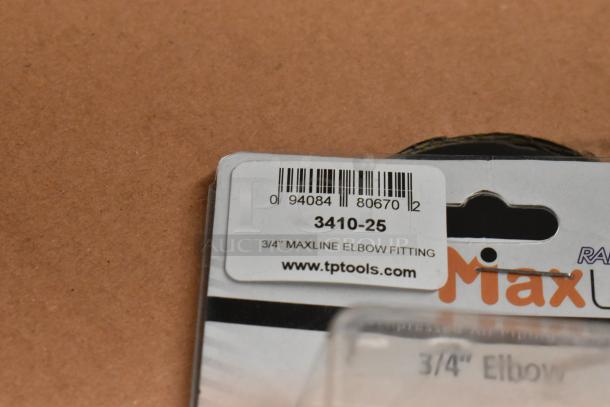 0 94084 80670 2
3410-25
3/4" MAXLINE ELBOW FITTING
www.tptools.com
Max
3/4" Elbow